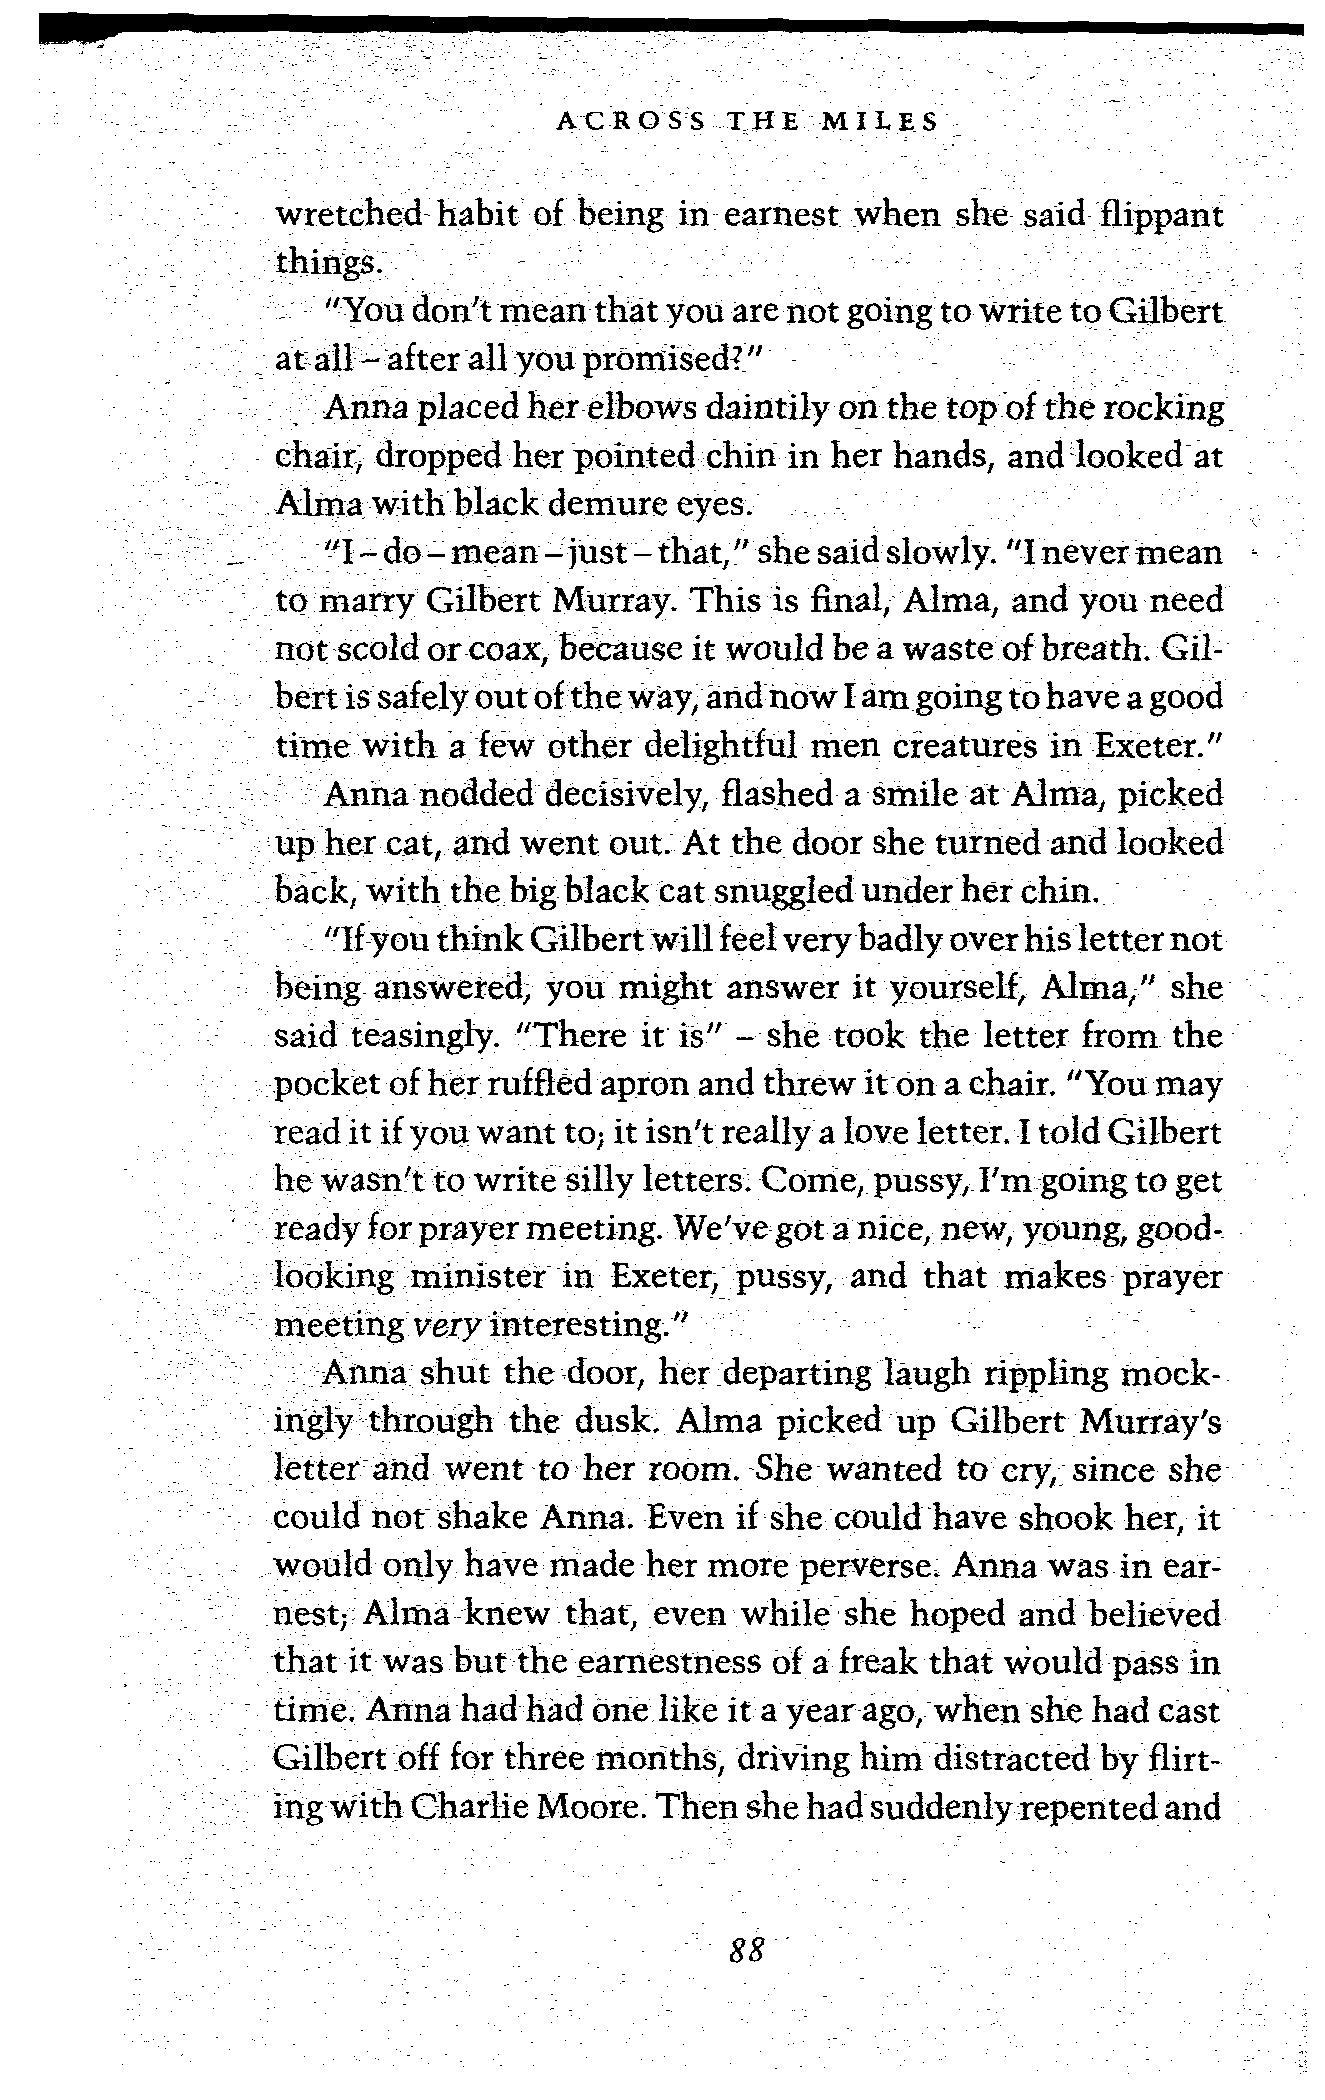 ACROSS THE MILES
wretched habit of being in earnest when she said flippant
things.
"You don't mean that you are not going to write to Gilbert
at all – after all you promised?"
Anna placed her elbows daintily on the top of the rocking
chair, dropped her pointed chin in her hands, and looked at
Alma with black demure eyes.
"I – do – mean – just – that," she said slowly. "I never mean
to marry Gilbert Murray. This is final, Alma, and you need
not scold or coax, because it would be a waste of breath. Gil-
bert is safely out of the way, and now I am going to have a good
time with a few other delightful men creatures in Exeter."
Anna nodded decisively, flashed a smile at Alma, picked
up her cat, and went out. At the door she turned and looked
back, with the big black cat snuggled under her chin.
"If you think Gilbert will feel very badly over his letter not
being answered, you might answer it yourself, Alma," she
said teasingly. "There it is" – she took the letter from the
pocket of her ruffled apron and threw it on a chair. "You may
read it if you want to; it isn't really a love letter. I told Gilbert
he wasn't to write silly letters. Come, pussy, I'm going to get
ready for prayer meeting. We've got a nice, new, young, good-
looking minister in Exeter, pussy, and that makes prayer
meeting very interesting."
Anna shut the door, her departing laugh rippling mock-
ingly through the dusk. Alma picked up Gilbert Murray's
letter and went to her room. She wanted to cry, since she
could not shake Anna. Even if she could have shook her, it
would only have made her more perverse. Anna was in ear-
nest; Alma knew that, even while she hoped and believed
that it was but the earnestness of a freak that would pass in
time. Anna had had one like it a year ago, when she had cast
Gilbert off for three months, driving him distracted by flirt-
ing with Charlie Moore. Then she had suddenly repented and
88